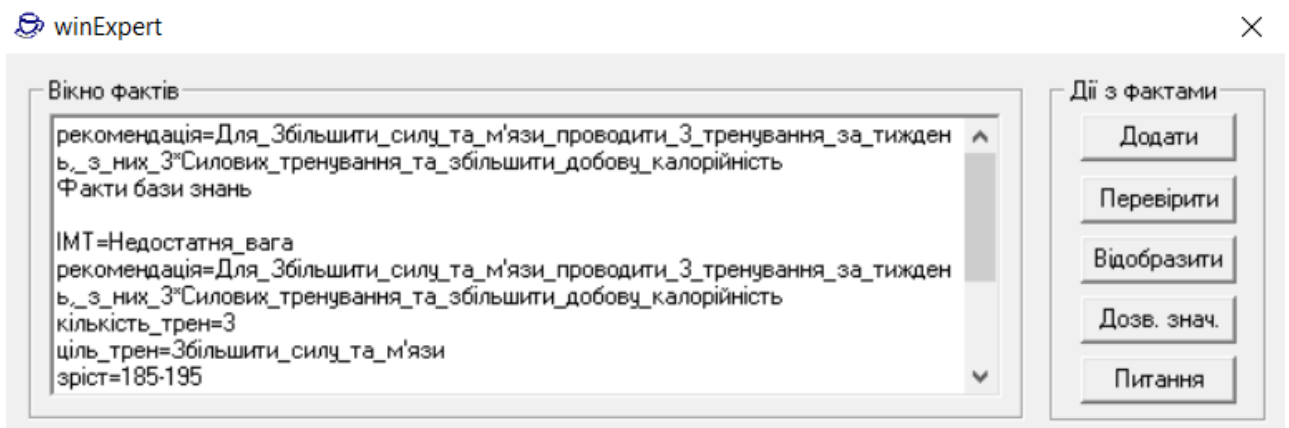 winExpert
Вікно фактів
рекомендація=Для_Збільшити_силу_та_м'язи_проводити_3_тренування_за_тижден
ь,_з_них_3*Силових_тренування_та_збільшити_добову_калорійність
Факти бази знань
ІМТ=Недостатня_вага
рекомендація=Для_Збільшити_силу_та_м'язи_проводити_3_тренування_за_тижден
ь,_з_них_3*Силових_тренування_та_збільшити_добову_калорійність
кількість_трен=3
ціль_трен=Збільшити_силу_та_м'язи
зріст=185-195
Дії з фактами
Додати
Перевірити
Відобразити
Дозв. знач.
Питання